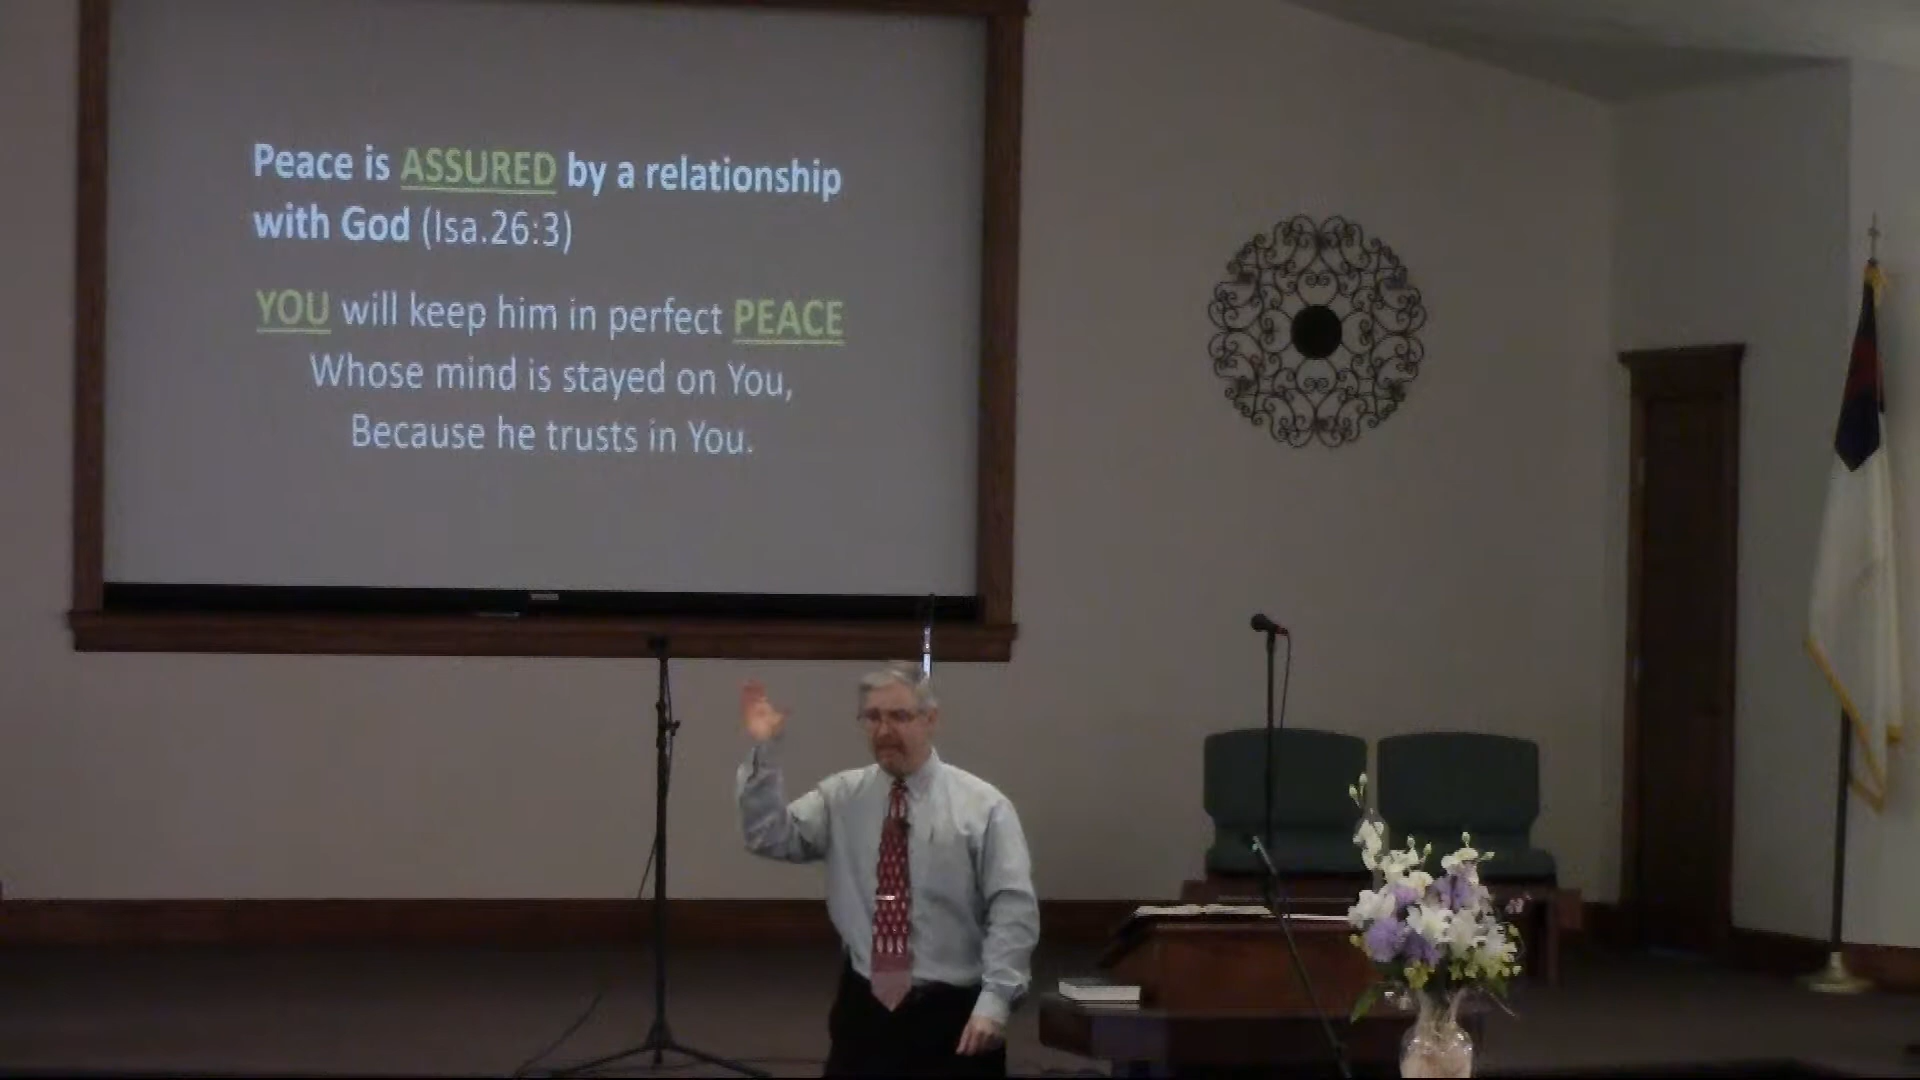 Peace is ASSURED by a relationship
with God (Isa.26:3)
YOU will keep him in perfect PEACE
Whose mind is stayed on You,
Because he trusts in You.